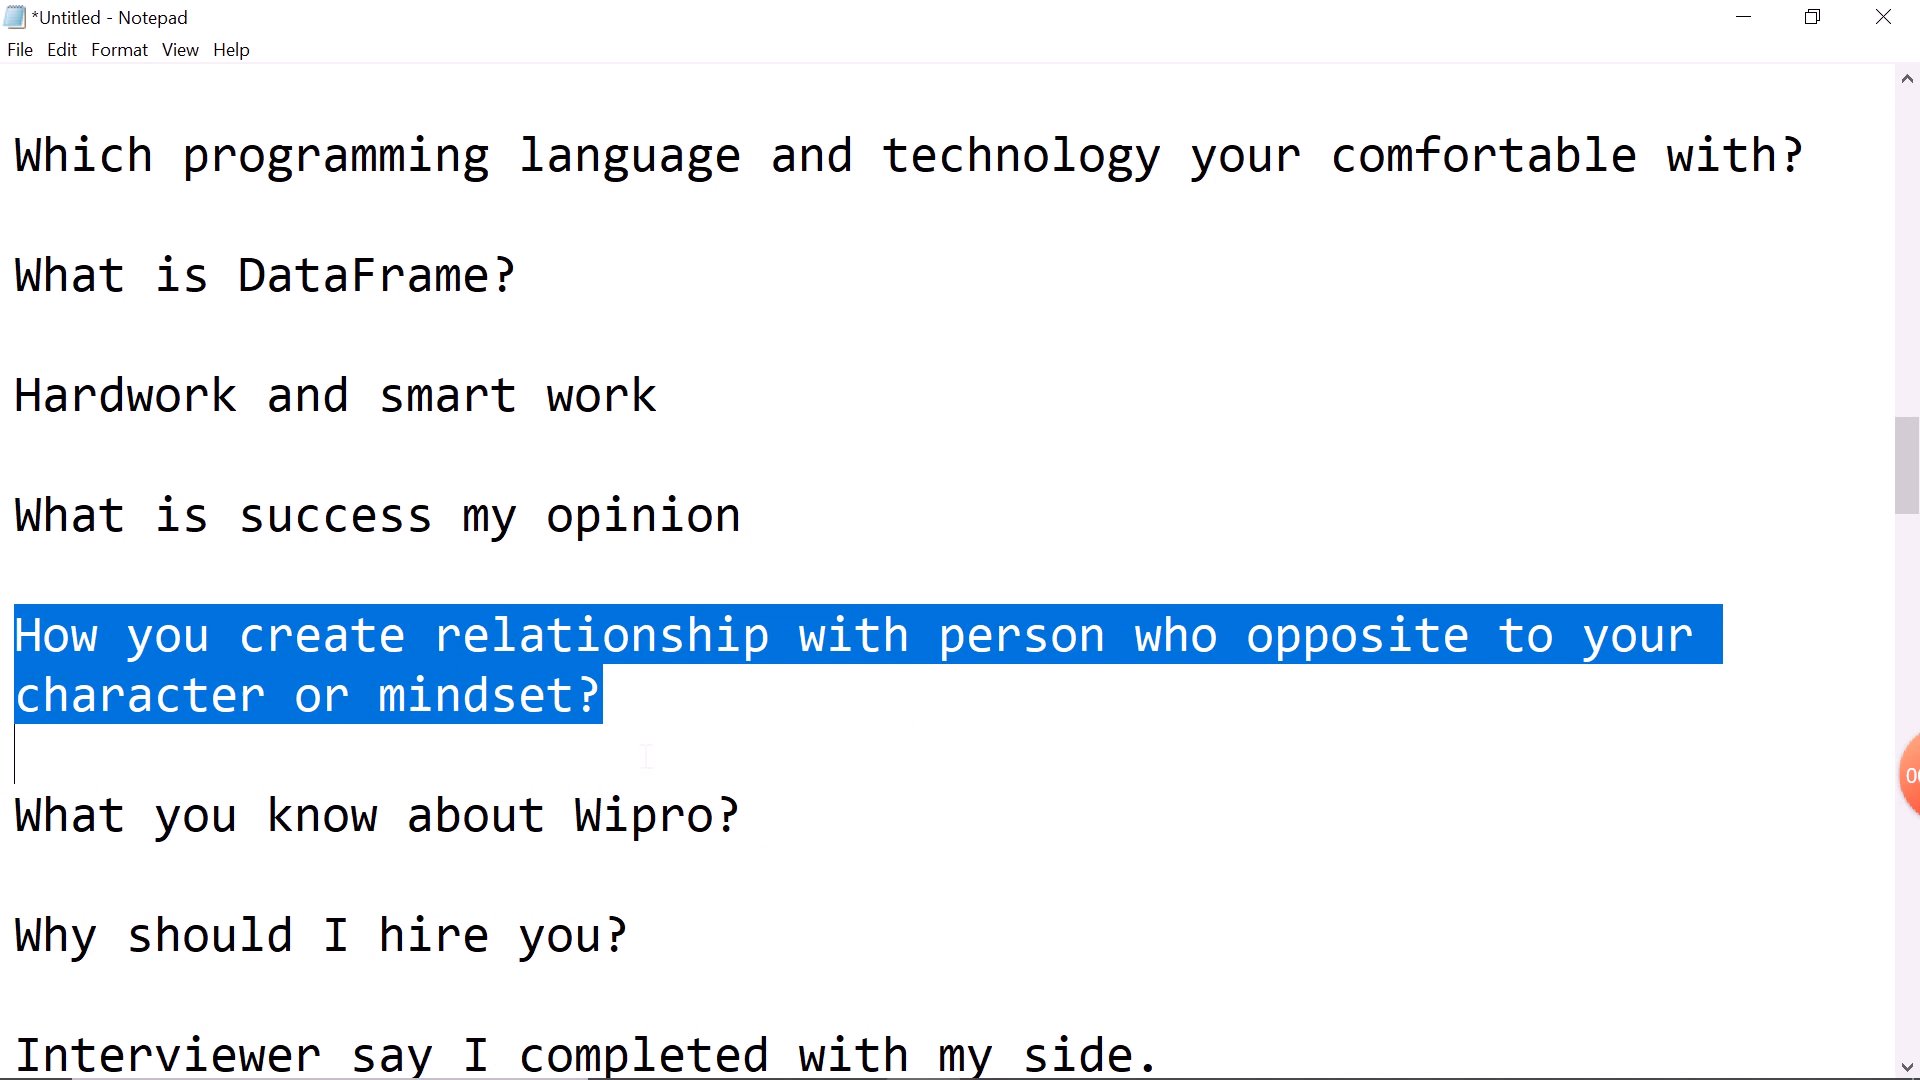 *Untitled - Notepad
File Edit Format View Help
Which programming language and technology your comfortable with?
What is DataFrame?
Hardwork and smart work
What is success my opinion
How you create relationship with person who opposite to your
character or mindset?
What you know about Wipro?
Why should I hire you?
Interviewer say I completed with my side.